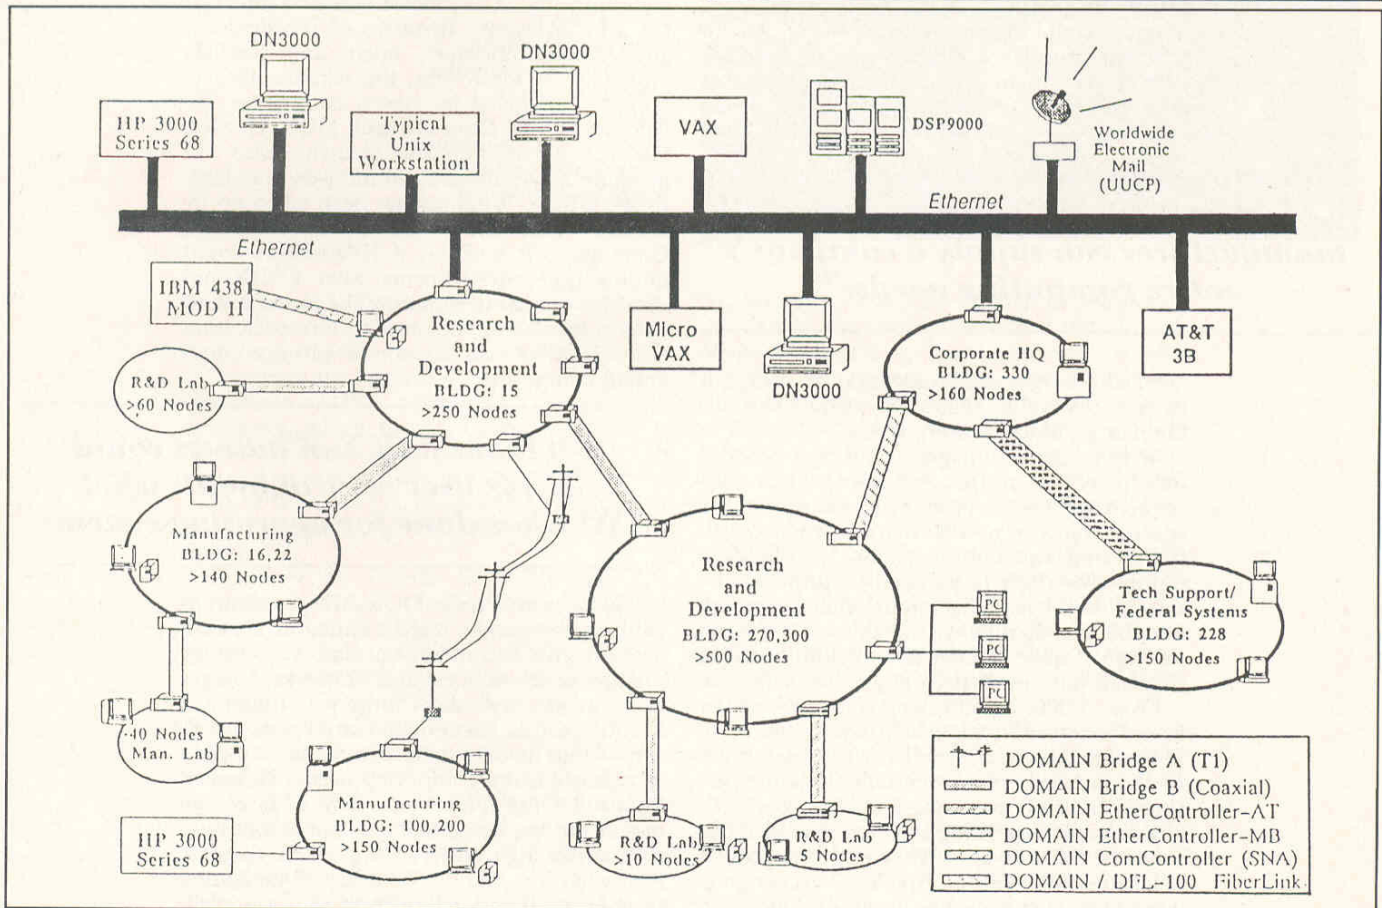 DN3000
DN3000
HP 3000
Series 68
Typical
Unix
Workstation
VAX
DSP9000
Worldwide
Electronic
Mail
(UUCP)
Ethernet
Ethernet
IBM 4381
MOD II
Research
and
Development
BLDG: 15
>250 Nodes
Micro
VAX
DN3000
Corporate HQ
BLDG: 330
>160 Nodes
AT&T
3B
R&D Lab
>60 Nodes
Manufacturing
BLDG: 16,22
>140 Nodes
Research
and
Development
BLDG: 270,300
>500 Nodes
PC
PC
PC
Tech Support/
Federal Systems
BLDG: 228
>150 Nodes
40 Nodes
Man. Lab
Manufacturing
BLDG: 100,200
>150 Nodes
HP 3000
Series 68
R&D Lab
>10 Nodes
R&D Lab
5 Nodes
DOMAIN Bridge A (T1)
DOMAIN Bridge B (Coaxial)
DOMAIN EtherController-AT
DOMAIN EtherController-MB
DOMAIN ComController (SNA)
DOMAIN / DFL-100 FiberLink